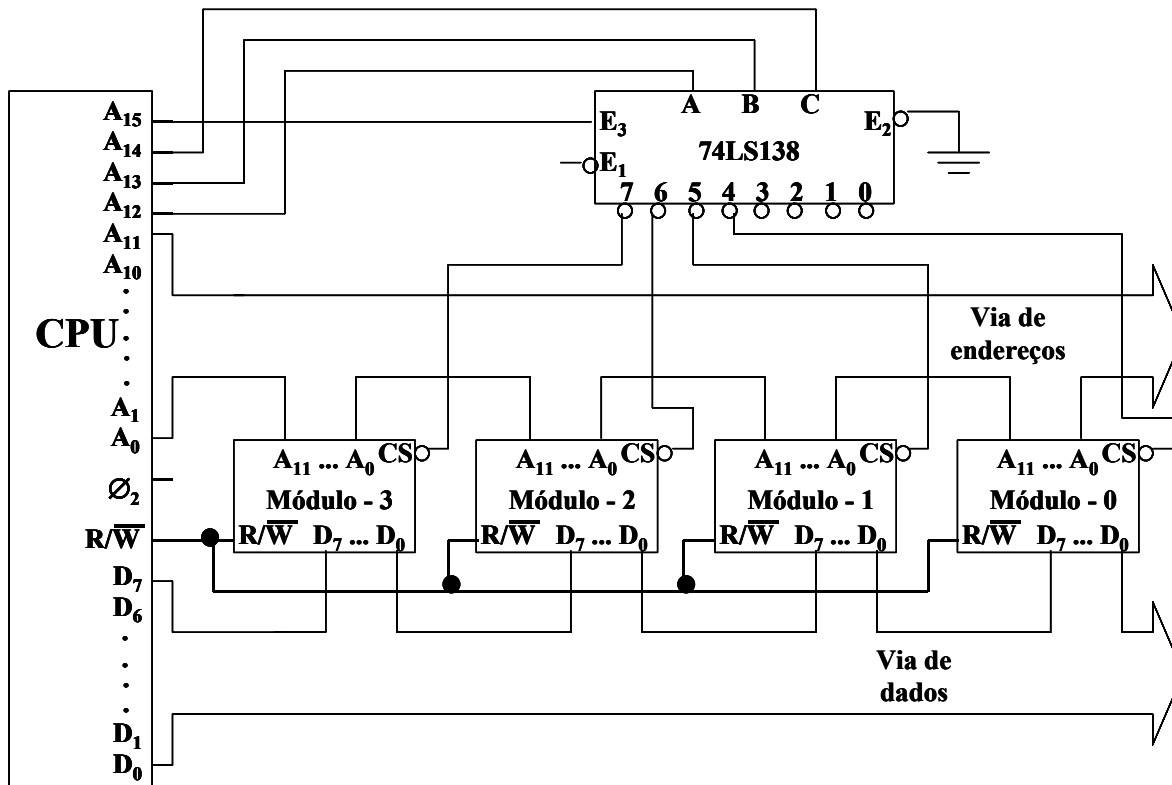 A B C
A₁₅
E₃
E₂
A₁₄
74LS138
E₁
A₁₃
7 6 5 4 3 2 1 0
A₁₂
A₁₁
A₁₀
CPU
Via de
endereços
A₁
A₀
A₁₁ ... A₀ CS
A₁₁ ... A₀ CS
A₁₁ ... A₀ CS
A₁₁ ... A₀ CS
Módulo - 3
Módulo - 2
Módulo - 1
Módulo - 0
Ø₂
R/W̅
R/W̅ D₇ ... D₀
R/W̅ D₇ ... D₀
R/W̅ D₇ ... D₀
R/W̅ D₇ ... D₀
D₇
D₆
Via de
dados
D₁
D₀